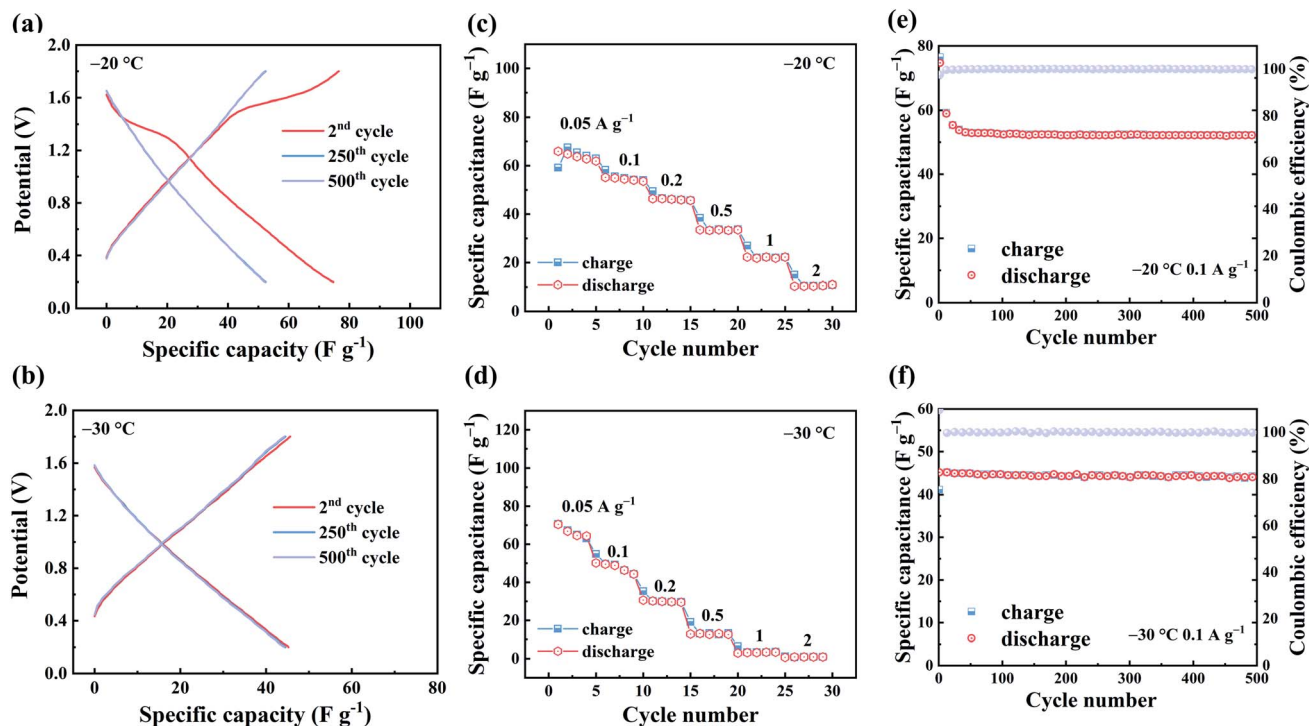 (a)
2.0
1.6
1.2
0.8
0.4
0.0
Potential (V)
–20 °C
2nd cycle
250th cycle
500th cycle
0 20 40 60 80 100
Specific capacity (F g-1)
(c)
100
80
60
40
20
0
Specific capacitance (F g–1)
–20 °C
0.05 A g–1
0.1
0.2
0.5
1
2
charge
discharge
0 5 10 15 20 25 30
Cycle number
(e)
80
70
60
50
40
30
20
10
0
Specific capacitance (F g–1)
100
80
60
40
20
0
Coulombic efficiency (%)
charge
discharge
–20 °C 0.1 A g–1
0 100 200 300 400 500
Cycle number
(b)
2.0
1.6
1.2
0.8
0.4
0.0
Potential (V)
–30 °C
2nd cycle
250th cycle
500th cycle
0 20 40 60 80
Specific capacity (F g-1)
(d)
120
100
80
60
40
20
0
Specific capacitance (F g–1)
–30 °C
0.05 A g–1
0.1
0.2
0.5
1
2
charge
discharge
0 5 10 15 20 25 30
Cycle number
(f)
60
50
40
30
20
10
0
Specific capacitance (F g–1)
100
80
60
40
20
0
Coulombic efficiency (%)
charge
discharge
–30 °C 0.1 A g–1
0 100 200 300 400 500
Cycle number